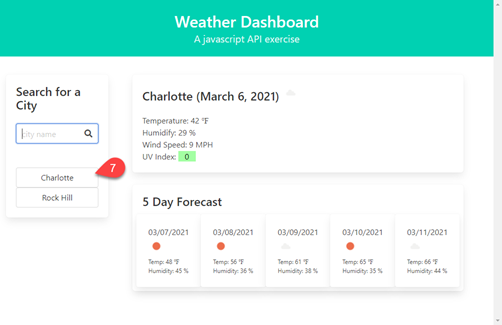 Weather Dashboard
A javascript API exercise
Search for a
City
city name
Charlotte
Rock Hill
7
Charlotte (March 6, 2021)
Temperature: 42 °F
Humidity: 29 %
Wind Speed: 9 MPH
UV Index: 0
5 Day Forecast
03/07/2021 03/08/2021 03/09/2021 03/10/2021 03/11/2021
Temp: 48 °F Temp: 56 °F Temp: 61 °F Temp: 65 °F Temp: 66 °F
Humidity: 45 % Humidity: 36 % Humidity: 38 % Humidity: 35 % Humidity: 44 %